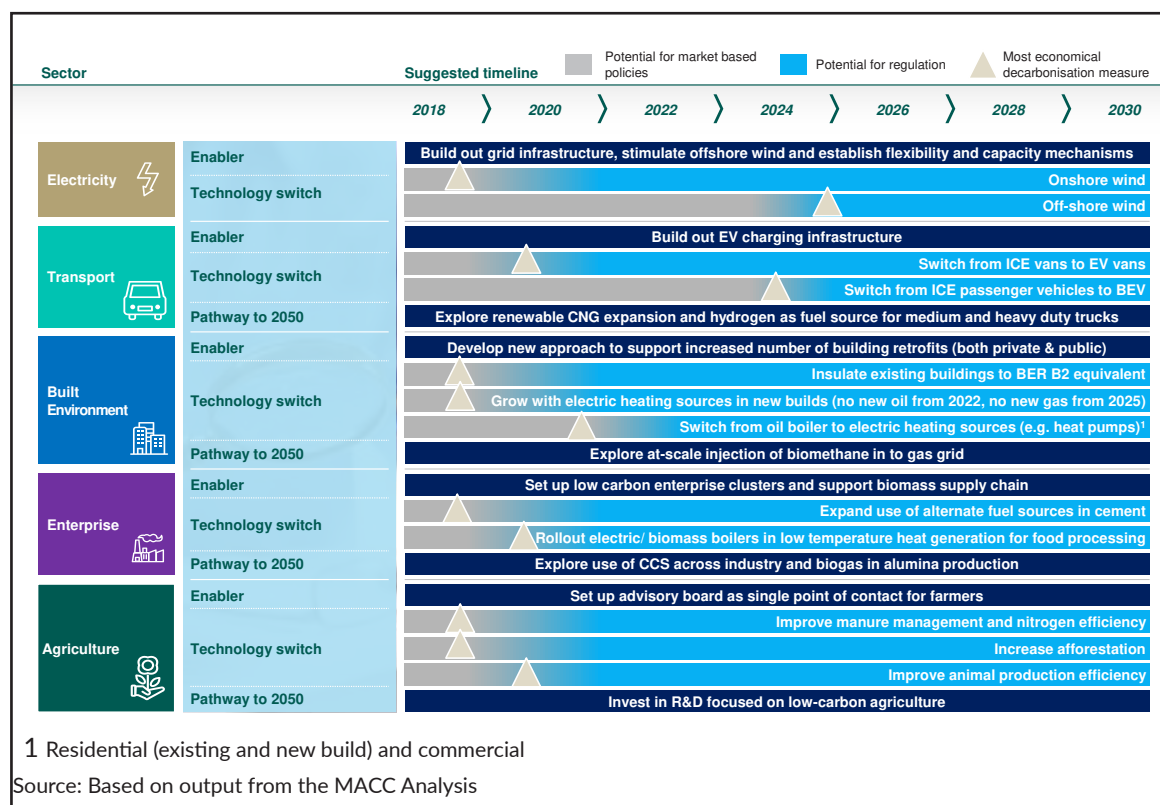 Sector
Suggested timeline
Potential for market based
policies
Potential for regulation
Most economical
decarbonisation measure
2018 2020 2022 2024 2026 2028 2030
Electricity
Enabler
Build out grid infrastructure, stimulate offshore wind and establish flexibility and capacity mechanisms
Technology switch
Onshore wind
Off-shore wind
Transport
Enabler
Build out EV charging infrastructure
Technology switch
Switch from ICE vans to EV vans
Switch from ICE passenger vehicles to BEV
Pathway to 2050
Explore renewable CNG expansion and hydrogen as fuel source for medium and heavy duty trucks
Built
Environment
Enabler
Develop new approach to support increased number of building retrofits (both private & public)
Technology switch
Insulate existing buildings to BER B2 equivalent
Grow with electric heating sources in new builds (no new oil from 2022, no new gas from 2025)
Switch from oil boiler to electric heating sources (e.g. heat pumps)¹
Pathway to 2050
Explore at-scale injection of biomethane in to gas grid
Enterprise
Enabler
Set up low carbon enterprise clusters and support biomass supply chain
Technology switch
Expand use of alternate fuel sources in cement
Rollout electric/ biomass boilers in low temperature heat generation for food processing
Pathway to 2050
Explore use of CCS across industry and biogas in alumina production
Agriculture
Enabler
Set up advisory board as single point of contact for farmers
Technology switch
Improve manure management and nitrogen efficiency
Increase afforestation
Improve animal production efficiency
Pathway to 2050
Invest in R&D focused on low-carbon agriculture
1 Residential (existing and new build) and commercial
Source: Based on output from the MACC Analysis